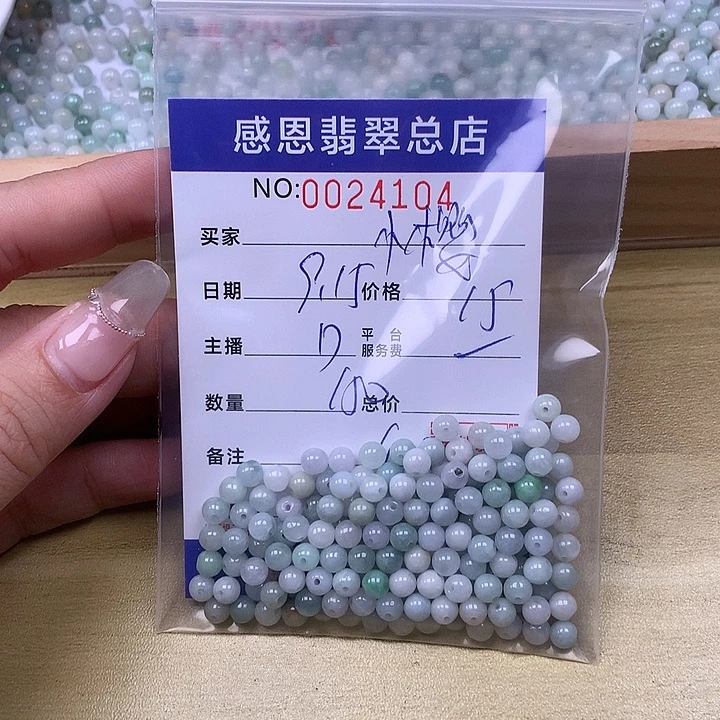 感恩翡翠总店
NO:0024104
买家
日期 9.15 价格 15
主播 平台服务费
数量 100 总价
备注